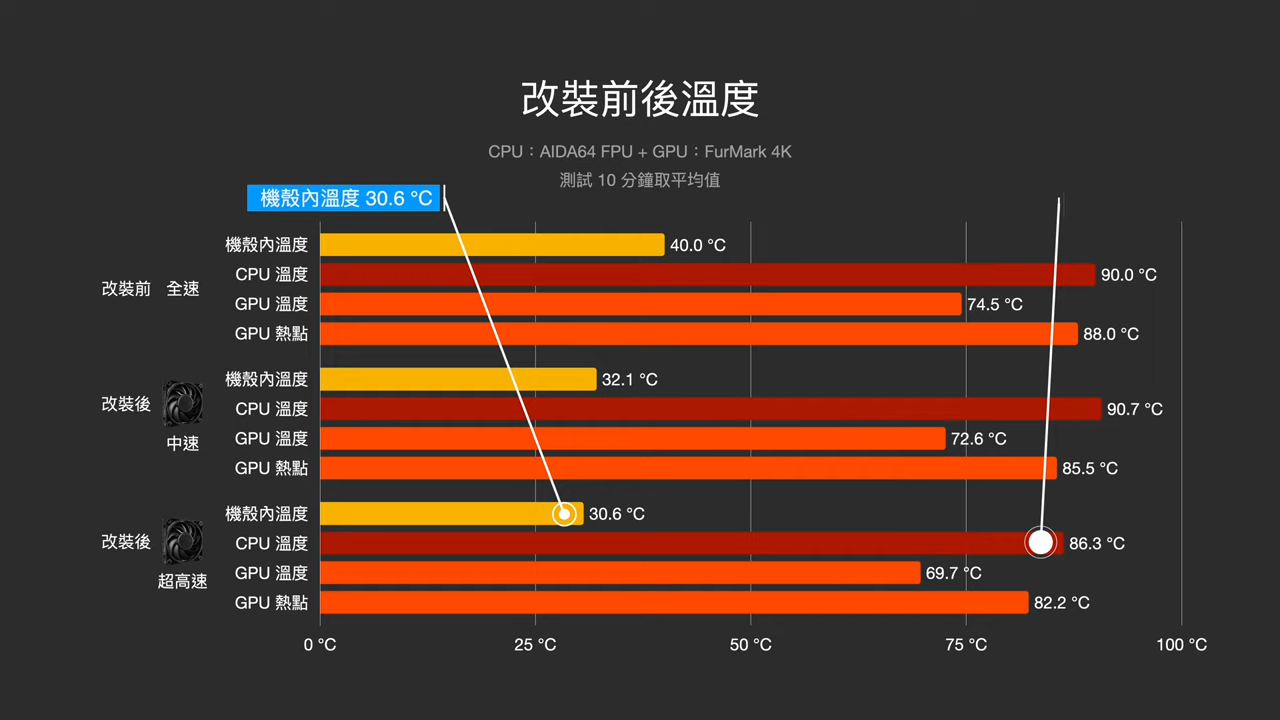 改裝前後溫度
CPU：AIDA64 FPU + GPU：FurMark 4K
測試 10 分鐘取平均值
機殼內溫度 30.6 °C
改裝前 全速
機殼內溫度 40.0 °C
CPU 溫度 90.0 °C
GPU 溫度 74.5 °C
GPU 熱點 88.0 °C
改裝後
中速
機殼內溫度 32.1 °C
CPU 溫度 90.7 °C
GPU 溫度 72.6 °C
GPU 熱點 85.5 °C
改裝後
超高速
機殼內溫度 30.6 °C
CPU 溫度 86.3 °C
GPU 溫度 69.7 °C
GPU 熱點 82.2 °C
0 °C 25 °C 50 °C 75 °C 100 °C